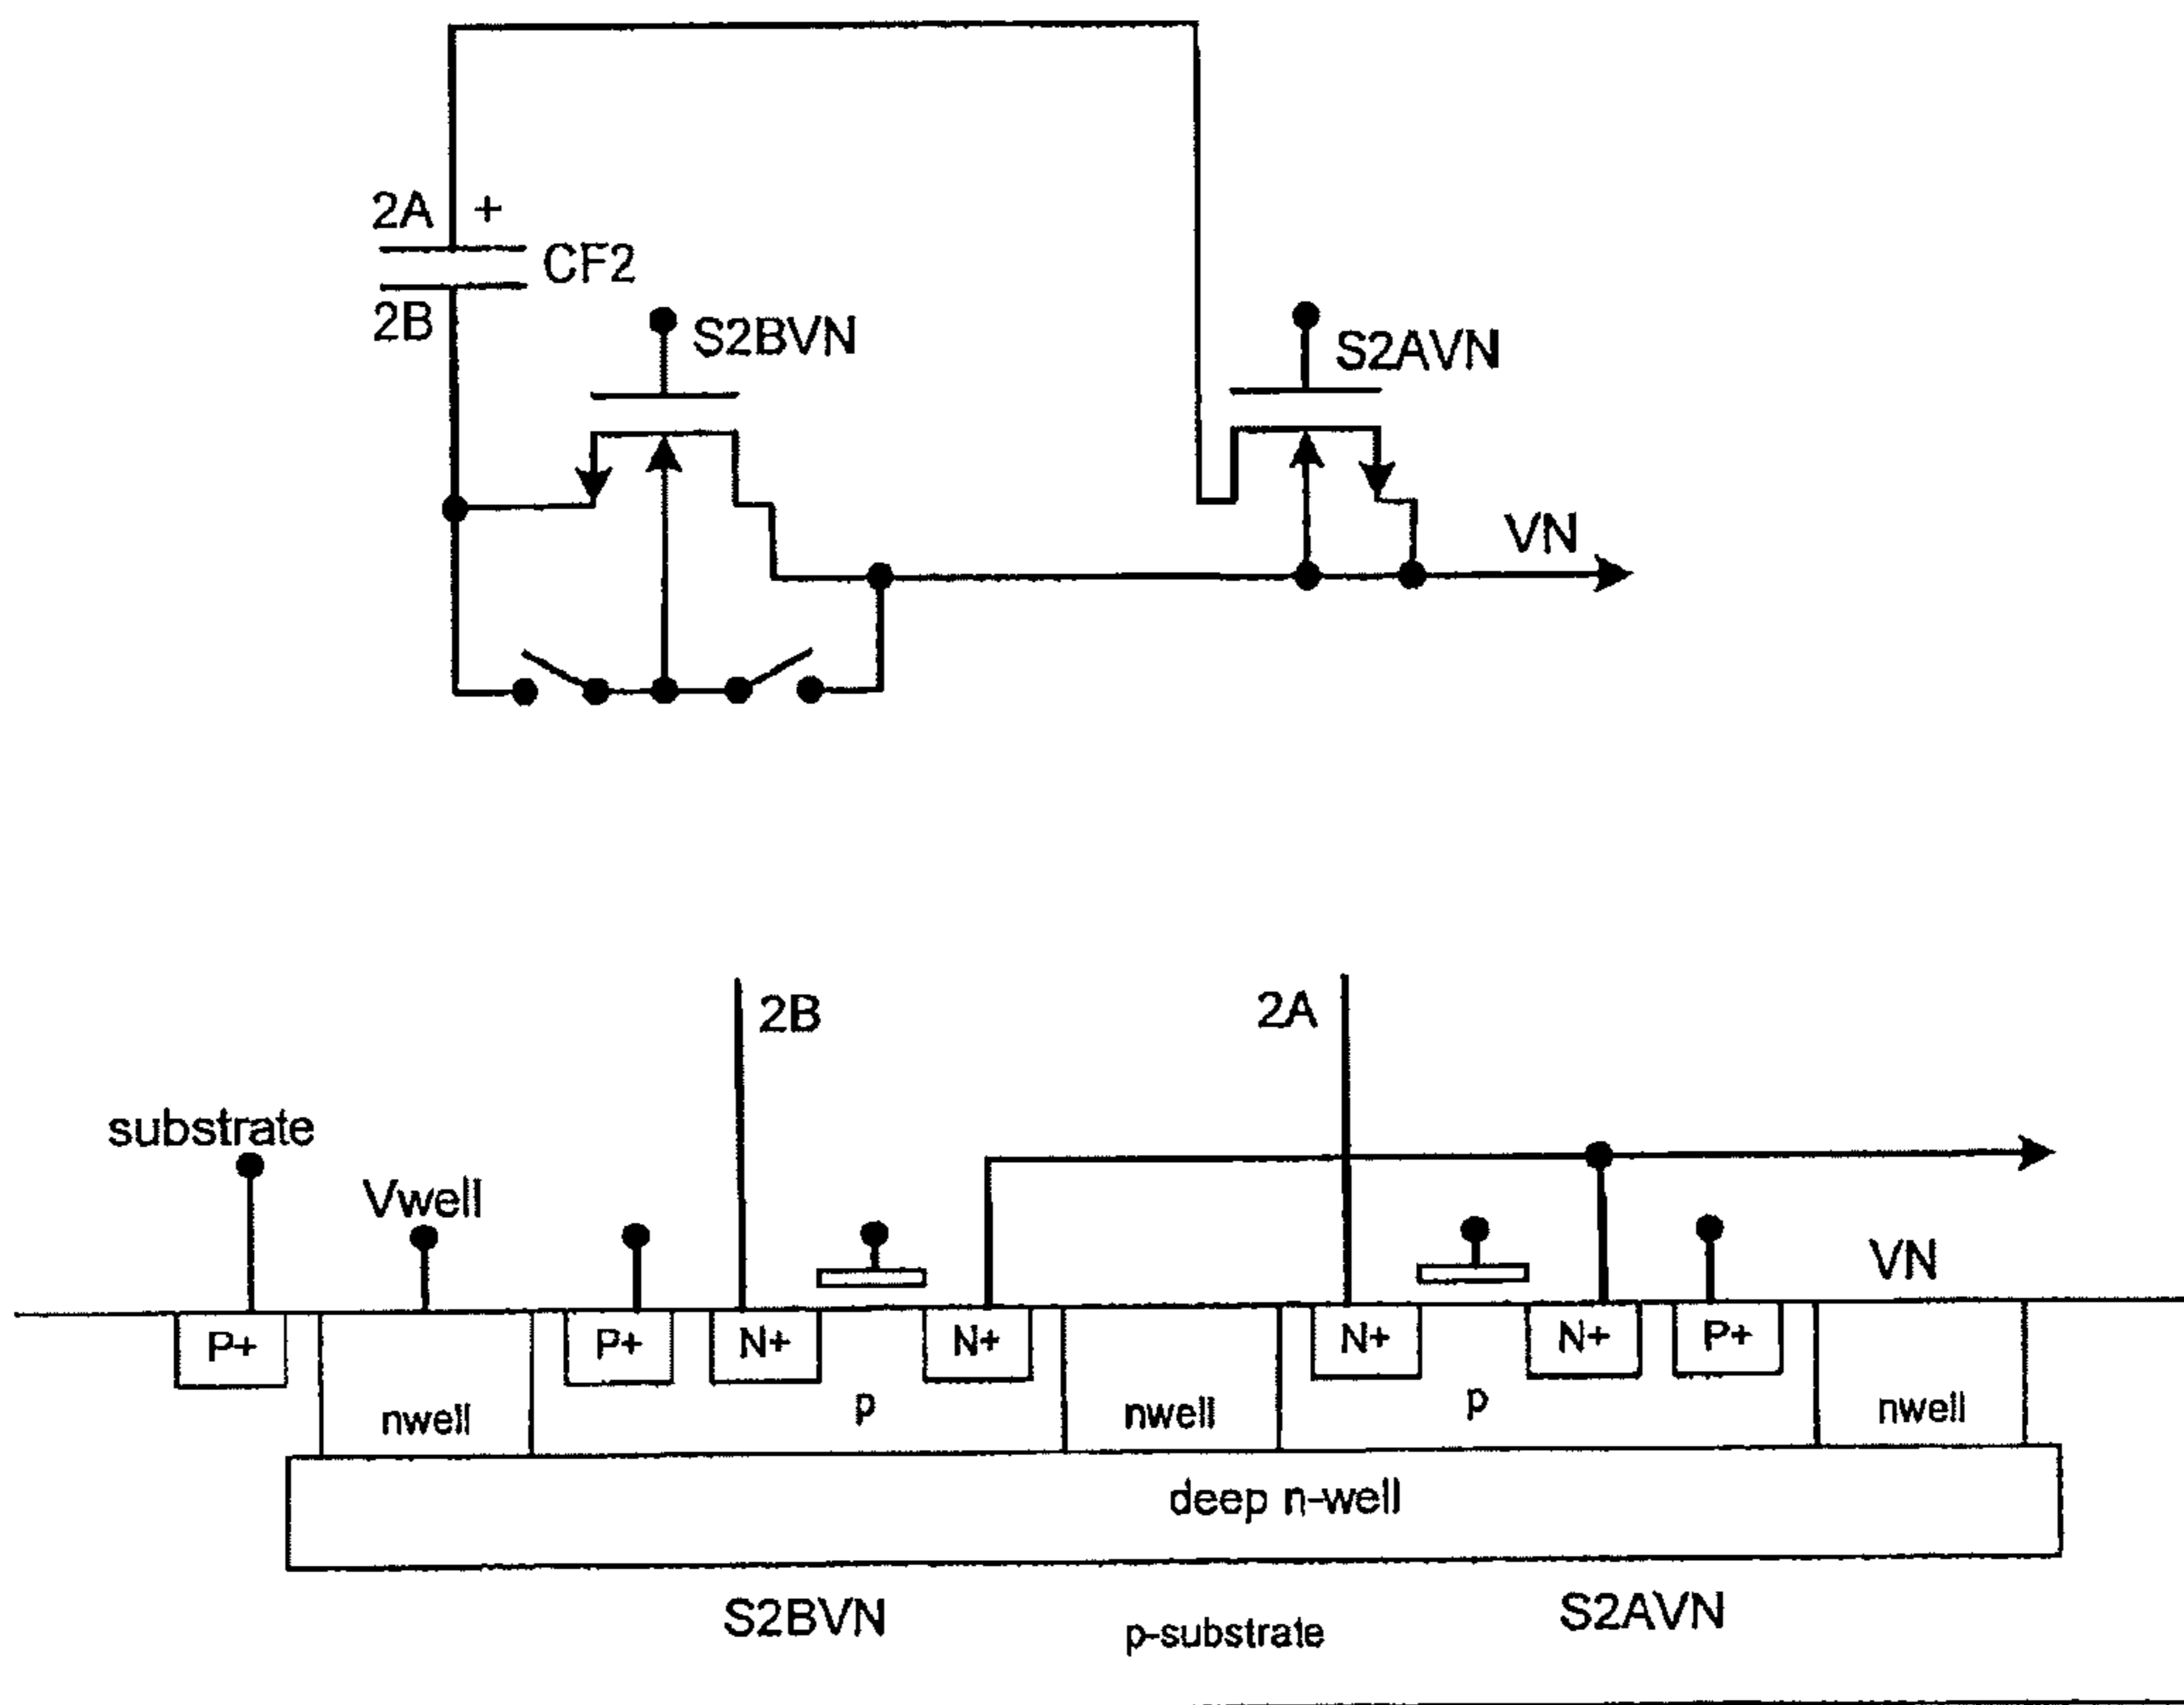 2A +
CF2
2B
S2BVN
S2AVN
VN
2B
2A
substrate
Vwell
VN
P+
P+
N+
N+
N+
N+
P+
nwell
p
nwell
p
nwell
deep n-well
S2BVN
p-substrate
S2AVN